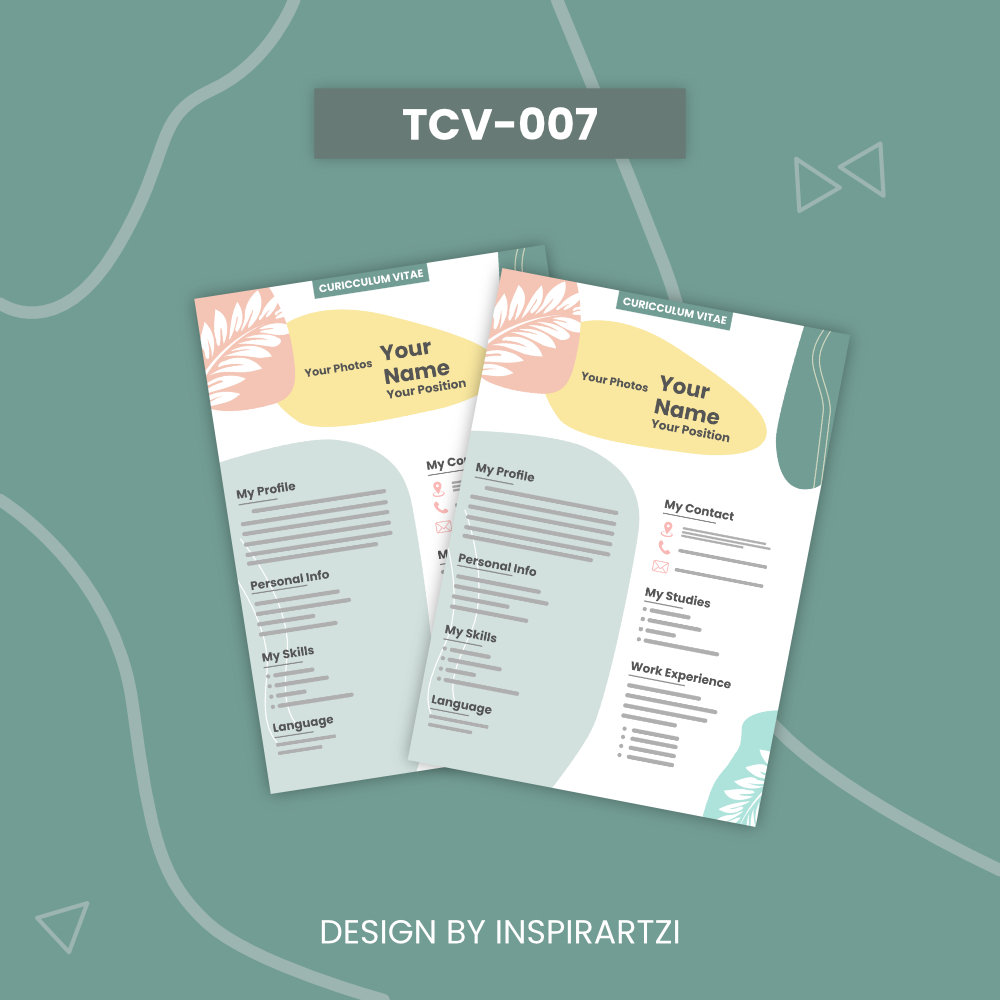 TCV-007
CURICCULUM VITAE
Your Photos
Your
Name
Your Position
My Profile
Personal Info
My Skills
Language
My Co
M
CURICCULUM VITAE
Your Photos
Your
Name
Your Position
My Profile
Personal Info
My Skills
Language
My Contact
My Studies
Work Experience
DESIGN BY INSPIRARTZI